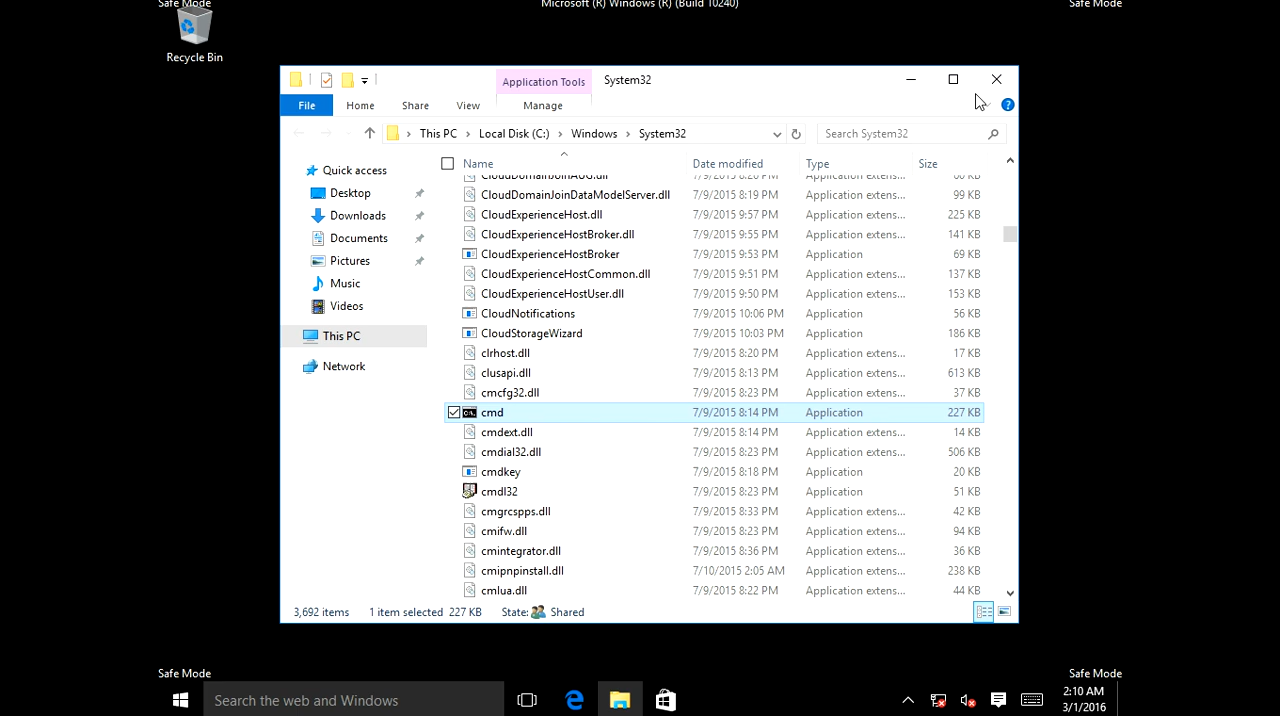 Safe Mode Microsoft (R) Windows (R) (Build 10240) Safe Mode
Recycle Bin
Application Tools System32
File Home Share View Manage
This PC Local Disk (C:) Windows System32 Search System32
Name Date modified Type Size
CloudDomainJoinAUG.dll 7/9/2015 8:20 PM Application extens...
CloudDomainJoinDataModelServer.dll 7/9/2015 8:19 PM Application extens... 99 KB
CloudExperienceHost.dll 7/9/2015 9:57 PM Application extens... 225 KB
CloudExperienceHostBroker.dll 7/9/2015 9:55 PM Application extens... 141 KB
CloudExperienceHostBroker 7/9/2015 9:53 PM Application 69 KB
CloudExperienceHostCommon.dll 7/9/2015 9:51 PM Application extens... 137 KB
CloudExperienceHostUser.dll 7/9/2015 9:50 PM Application extens... 153 KB
CloudNotifications 7/9/2015 10:06 PM Application 56 KB
CloudStorageWizard 7/9/2015 10:03 PM Application 186 KB
clrhost.dll 7/9/2015 8:20 PM Application extens... 17 KB
clusapi.dll 7/9/2015 8:13 PM Application extens... 613 KB
cmcfg32.dll 7/9/2015 8:23 PM Application extens... 37 KB
cmd 7/9/2015 8:14 PM Application 227 KB
cmdext.dll 7/9/2015 8:14 PM Application extens... 14 KB
cmdial32.dll 7/9/2015 8:23 PM Application extens... 506 KB
cmdkey 7/9/2015 8:18 PM Application 20 KB
cmdl32 7/9/2015 8:23 PM Application 51 KB
cmgrcspps.dll 7/9/2015 8:33 PM Application extens... 42 KB
cmifw.dll 7/9/2015 8:23 PM Application extens... 94 KB
cmintegrator.dll 7/9/2015 8:36 PM Application extens... 36 KB
cmipnpinstall.dll 7/10/2015 2:05 AM Application extens... 238 KB
cmlua.dll 7/9/2015 8:22 PM Application extens... 44 KB
Quick access
Desktop
Downloads
Documents
Pictures
Music
Videos
This PC
Network
3,692 items 1 item selected 227 KB State: Shared
Safe Mode Safe Mode
Search the web and Windows
2:10 AM
3/1/2016